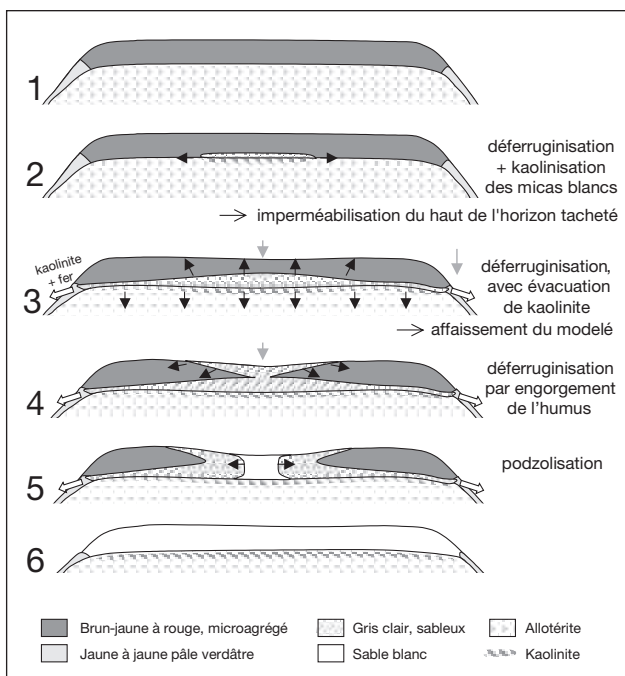 1
2
déferruginisation
+ kaolinisation
des micas blancs
→ imperméabilisation du haut de l'horizon tacheté
3
kaolinite
+ fer
déferruginisation,
avec évacuation
de kaolinite
→ affaissement du modelé
4
déferruginisation
par engorgement
de l'humus
5
podzolisation
6
Brun-jaune à rouge, microagrégé
Gris clair, sableux
Allotérite
Jaune à jaune pâle verdâtre
Sable blanc
Kaolinite